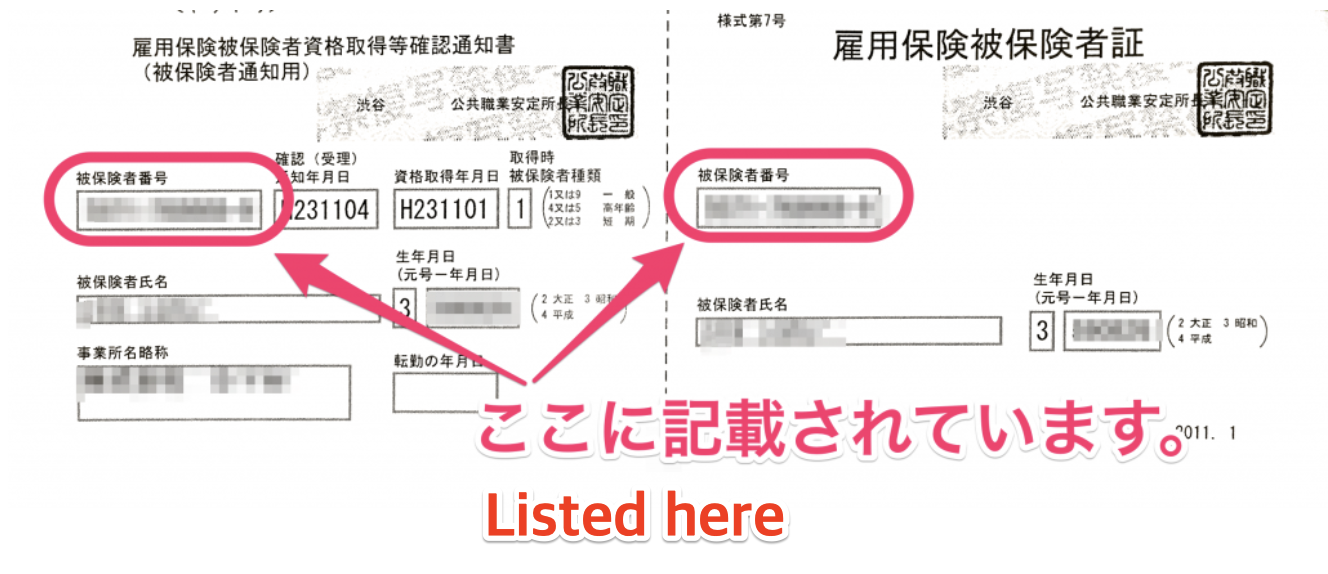 雇用保険被保険者資格取得等確認通知書
(被保険者通知用)
渋谷 公共職業安定所長
被保険者番号
確認(受理)
通知年月日
H231104
資格取得年月日
H231101
取得時
被保険者種類
1
1又は9 一般
4又は5 高年齢
2又は3 短期
被保険者氏名
生年月日
(元号ー年月日)
3
2 大正 3 昭和
4 平成
事業所名略称
転勤の年月日
様式第7号
雇用保険被保険者証
渋谷 公共職業安定所長
被保険者番号
被保険者氏名
生年月日
(元号ー年月日)
3
2 大正 3 昭和
4 平成
ここに記載されています。
2011. 1
Listed here